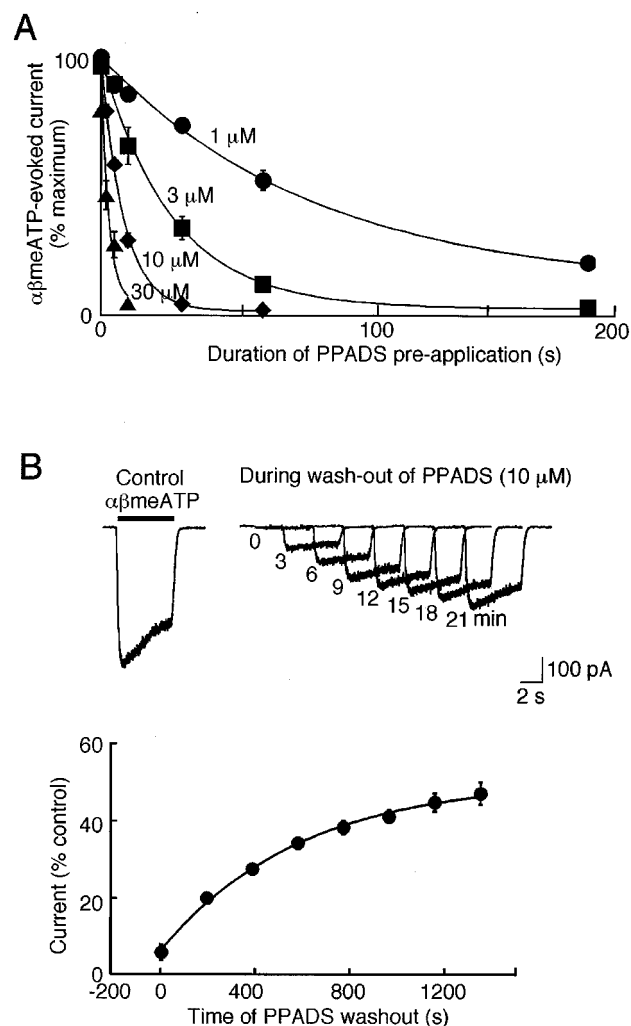 A
αβmeATP-evoked current
(% maximum)
100
0
1 μM
3 μM
10 μM
30 μM
0
100
200
Duration of PPADS pre-application (s)
B
Control
αβmeATP
During wash-out of PPADS (10 μM)
0
3
6
9
12
15
18
21 min
100 pA
2 s
Current (% control)
60
40
20
0
-200
0
400
800
1200
Time of PPADS washout (s)